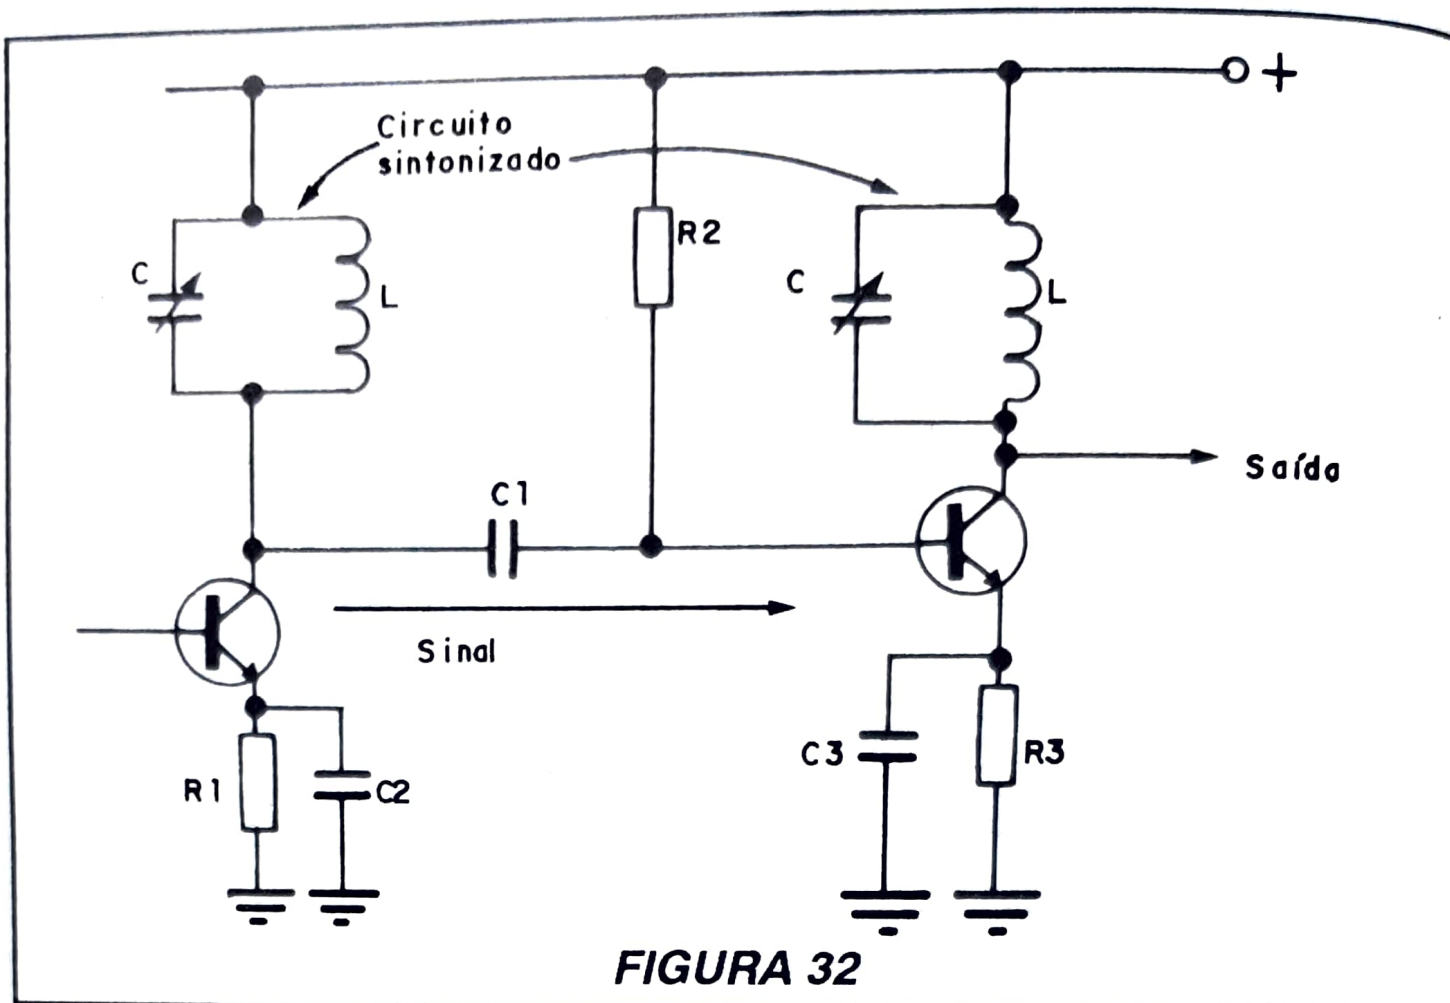 +
Circuito
sintonizado
R2
C
L
C
L
Saída
C1
Sinal
R1
C2
C3
R3
FIGURA 32